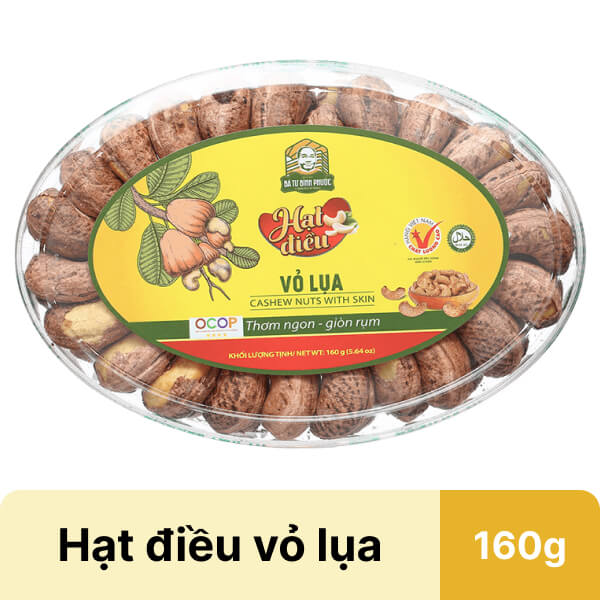 BÀ TƯ BÌNH PHƯỚC
Hạt
điều
VỎ LỤA
CASHEW NUTS WITH SKIN
HÀNG VIỆT NAM
CHẤT LƯỢNG CAO
HALAL
OCOP
Thơm ngon - giòn rụm
KHỐI LƯỢNG TỊNH/ NET WT: 160 g (5.64 oz)
Hạt điều vỏ lụa
160g